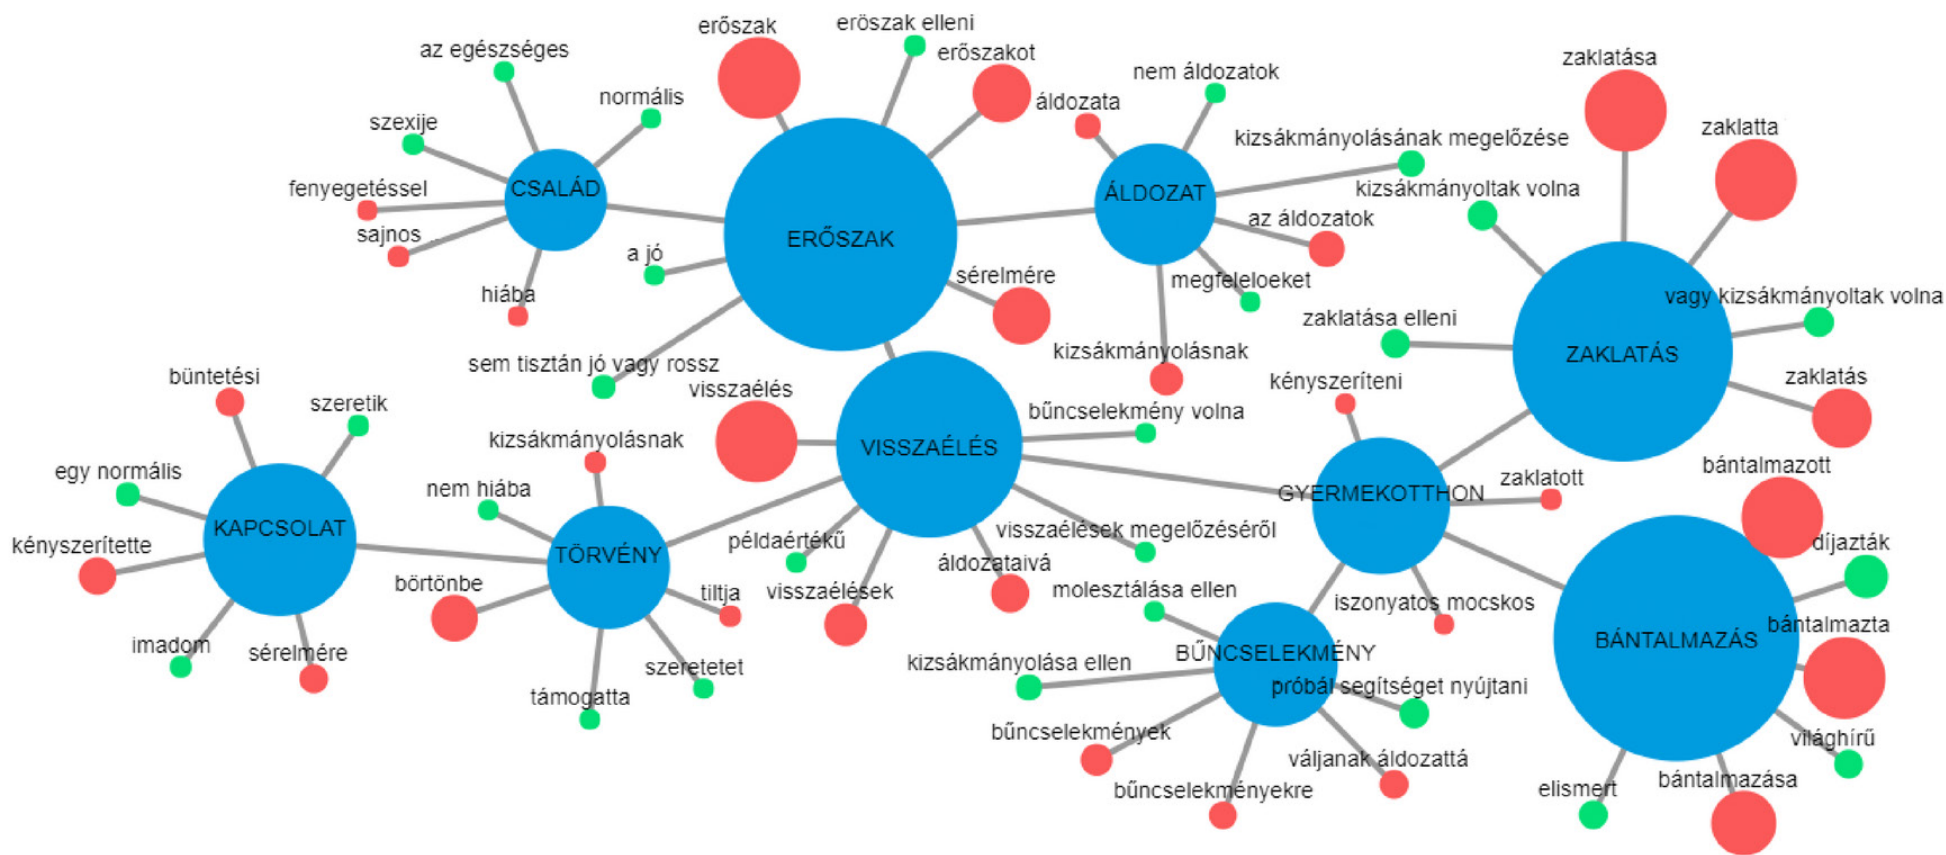 erőszak
eröszak elleni
az egészséges
erőszakot
zaklatása
nem áldozatok
normális
áldozata
szexije
zaklatta
kizsákmányolásának megelőzése
fenyegetéssel
CSALÁD
ÁLDOZAT
kizsákmányoltak volna
az áldozatok
sajnos
ERŐSZAK
a jó
sérelmére
megfeleloeket
hiába
vagy kizsákmányoltak volna
zaklatása elleni
kizsákmányolásnak
ZAKLATÁS
sem tisztán jó vagy rossz
büntetési
visszaélés
kényszeríteni
zaklatás
szeretik
bűncselekmény volna
kizsákmányolásnak
VISSZAÉLÉS
bántalmazott
egy normális
zaklatott
nem hiába
GYERMEKOTTHON
KAPCSOLAT
visszaélések megelőzéséről
példaértékű
díjazták
kényszerítette
TÖRVÉNY
áldozataivá
börtönbe
tiltja
visszaélések
molesztálása ellen
iszonyatos mocskos
bántalmazta
BÁNTALMAZÁS
imadom
sérelmére
BŰNCSELEKMÉNY
kizsákmányolása ellen
szeretetet
próbál segítséget nyújtani
támogatta
bűncselekmények
világhírű
váljanak áldozattá
bántalmazása
bűncselekményekre
elismert